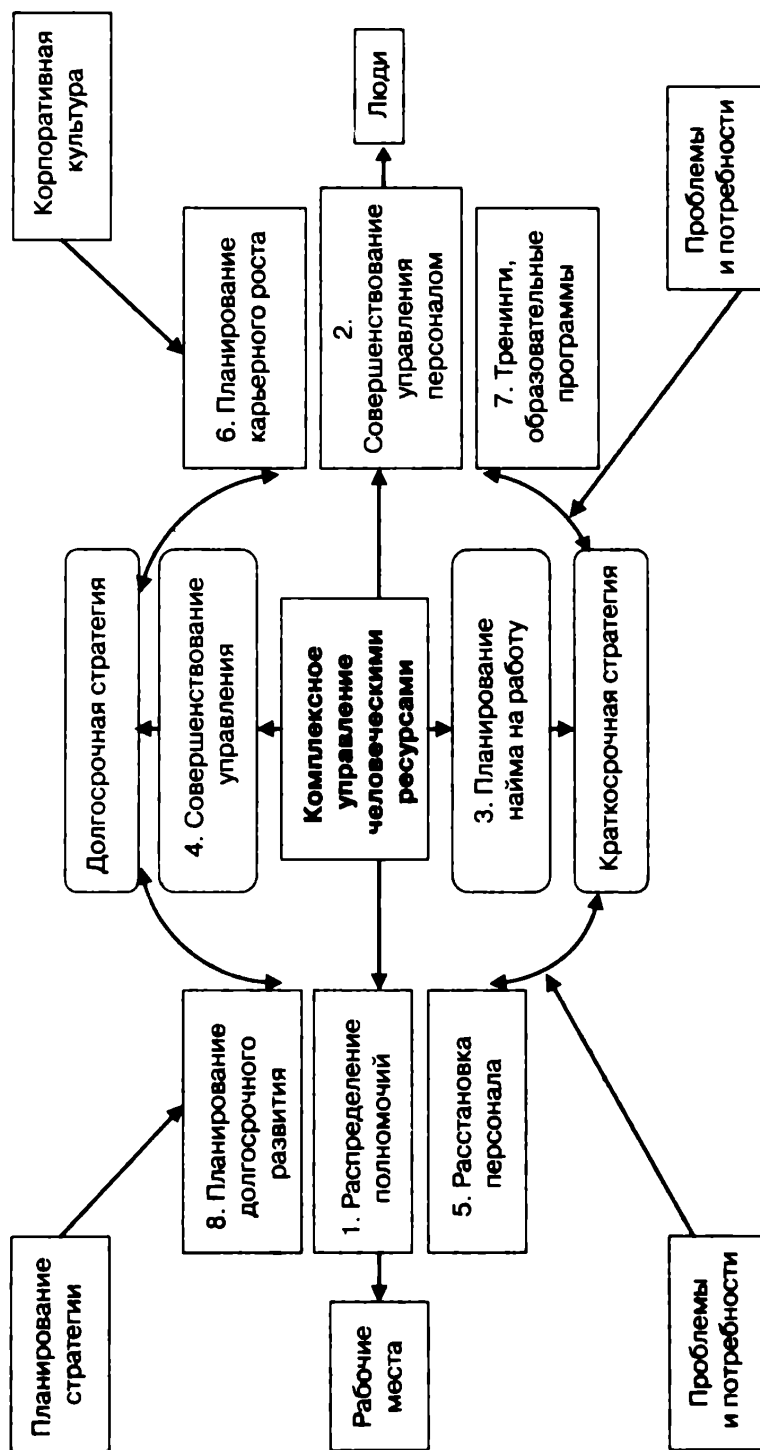 Планирование
стратегии
Корпоративная
культура
8. Планирование
долгосрочного
развития
Долгосрочная стратегия
6. Планирование
карьерного роста
4. Совершенствование
управления
Рабочие
места
1. Распределение
полномочий
Комплексное
управление
человеческими
ресурсами
2.
Совершенствование
управления
персоналом
Люди
5. Расстановка
персонала
3. Планирование
найма на работу
7. Тренинги,
образовательные
программы
Краткосрочная стратегия
Проблемы
и потребности
Проблемы
и потребности